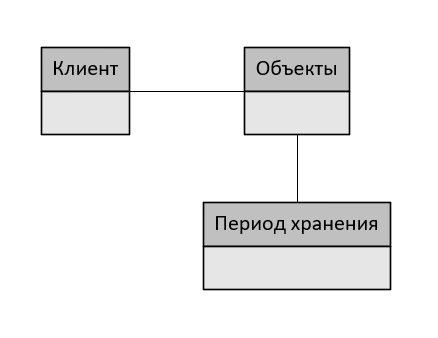 Клиент
Объекты
Период хранения